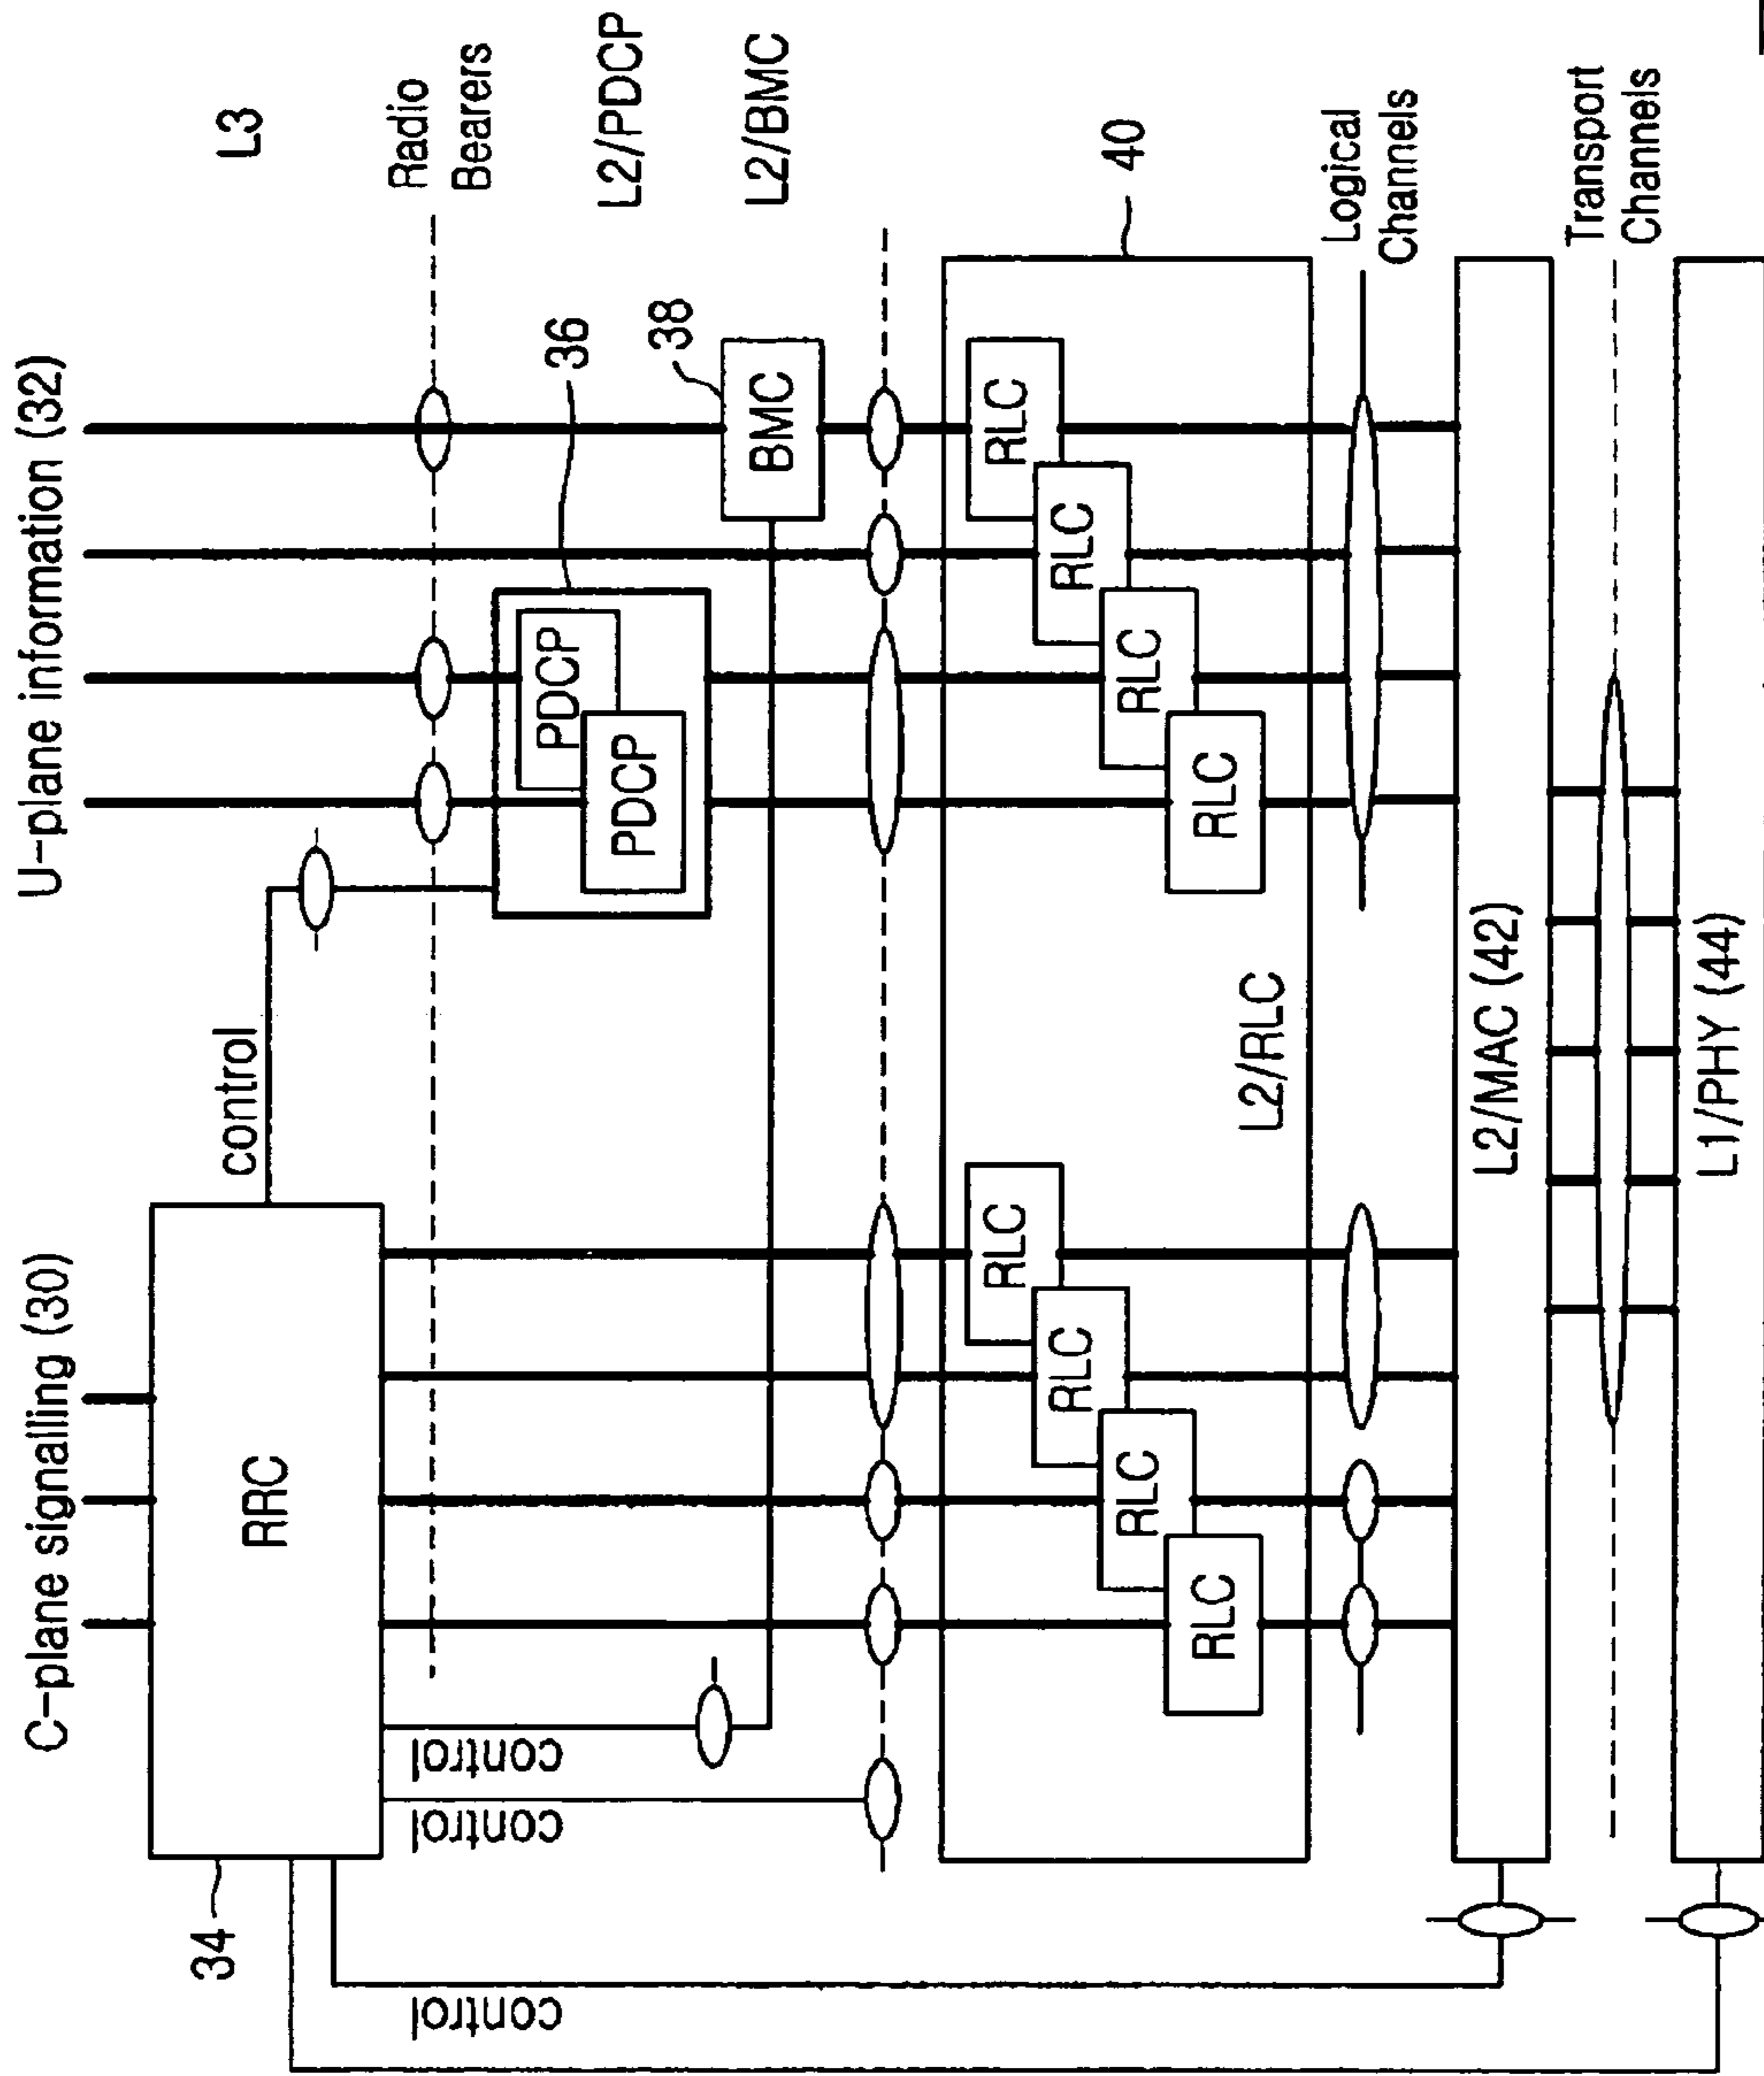 C-plane signalling (30)
U-plane information (32)
L3
34
RRC
control
Radio
Bearers
control
control
control
36
PDCP
PDCP
L2/PDCP
38
BMC
L2/BMC
40
RLC
RLC
RLC
RLC
RLC
RLC
RLC
RLC
L2/RLC
Logical
Channels
L2/MAC (42)
Transport
Channels
L1/PHY (44)